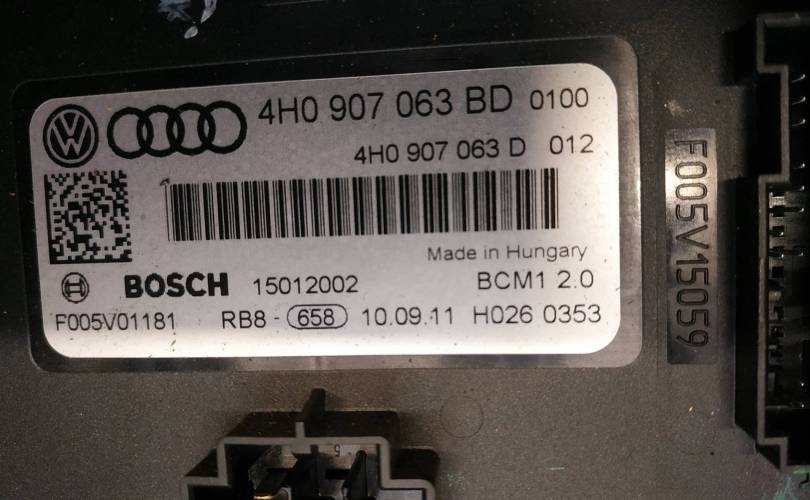 4H0 907 063 BD 0100
4H0 907 063 D 012
Made in Hungary
BOSCH 15012002 BCM1 2.0
F005V01181 RB8 - 658 10.09.11 H026 0353
F005V15059